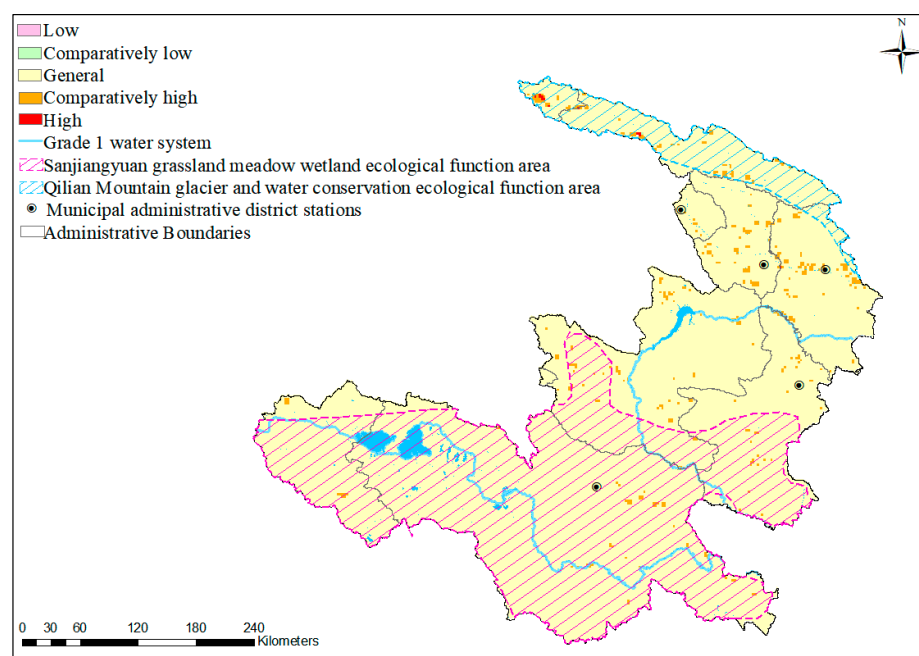 Low
Comparatively low
General
Comparatively high
High
Grade 1 water system
Sanjiangyuan grassland meadow wetland ecological function area
Qilian Mountain glacier and water conservation ecological function area
Municipal administrative district stations
Administrative Boundaries
N
0 30 60 120 180 240
Kilometers